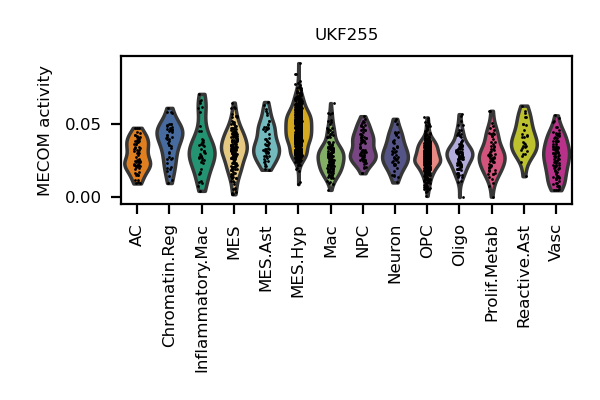 UKF255
MECOM activity
0.05
0.00
AC
Chromatin.Reg
Inflammatory.Mac
MES
MES.Ast
MES.Hyp
Mac
NPC
Neuron
OPC
Oligo
Prolif.Metab
Reactive.Ast
Vasc